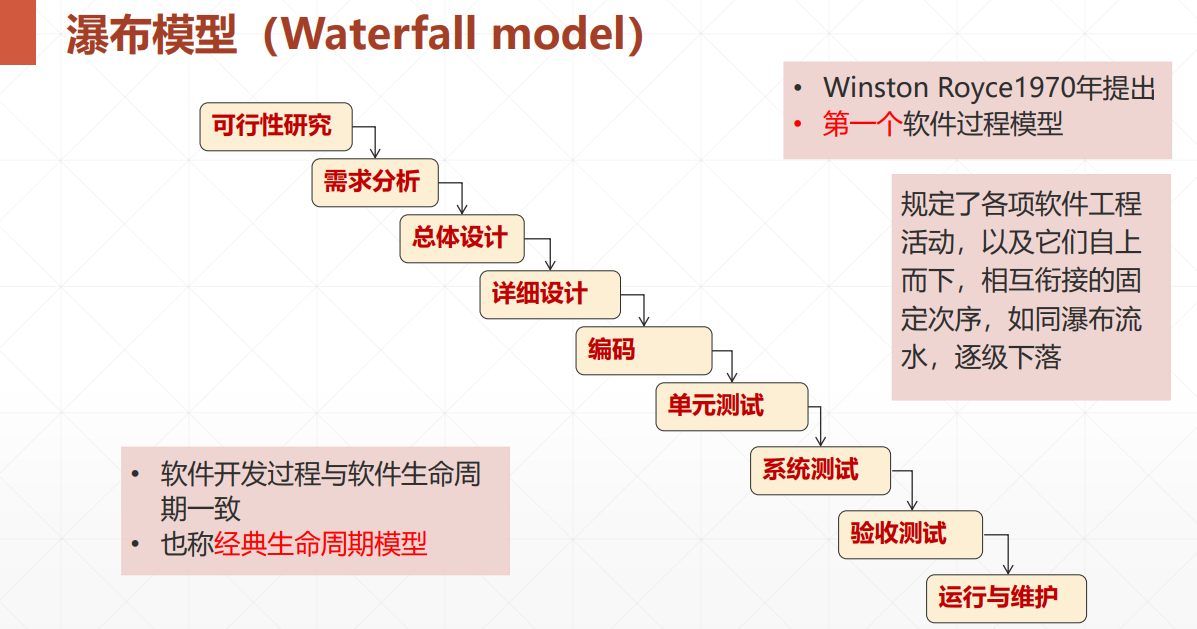 瀑布模型（Waterfall model）
• Winston Royce1970年提出
• 第一个软件过程模型
可行性研究
需求分析
总体设计
详细设计
编码
单元测试
系统测试
验收测试
运行与维护
规定了各项软件工程
活动，以及它们自上
而下，相互衔接的固
定次序，如同瀑布流
水，逐级下落
• 软件开发过程与软件生命周
期一致
• 也称经典生命周期模型